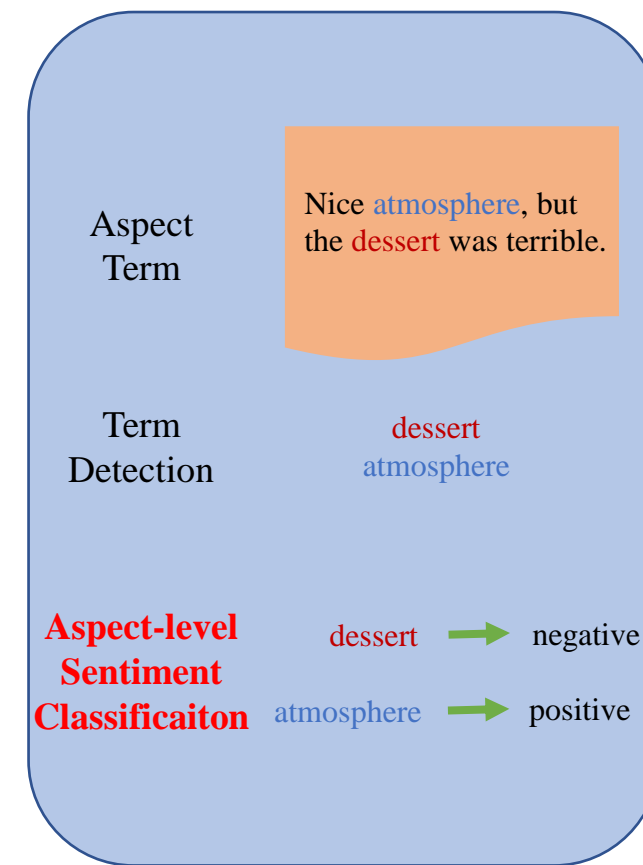 Aspect
Term
Nice atmosphere, but
the dessert was terrible.
Term
Detection
dessert
atmosphere
Aspect-level
Sentiment
Classificaiton
dessert
negative
atmosphere
positive